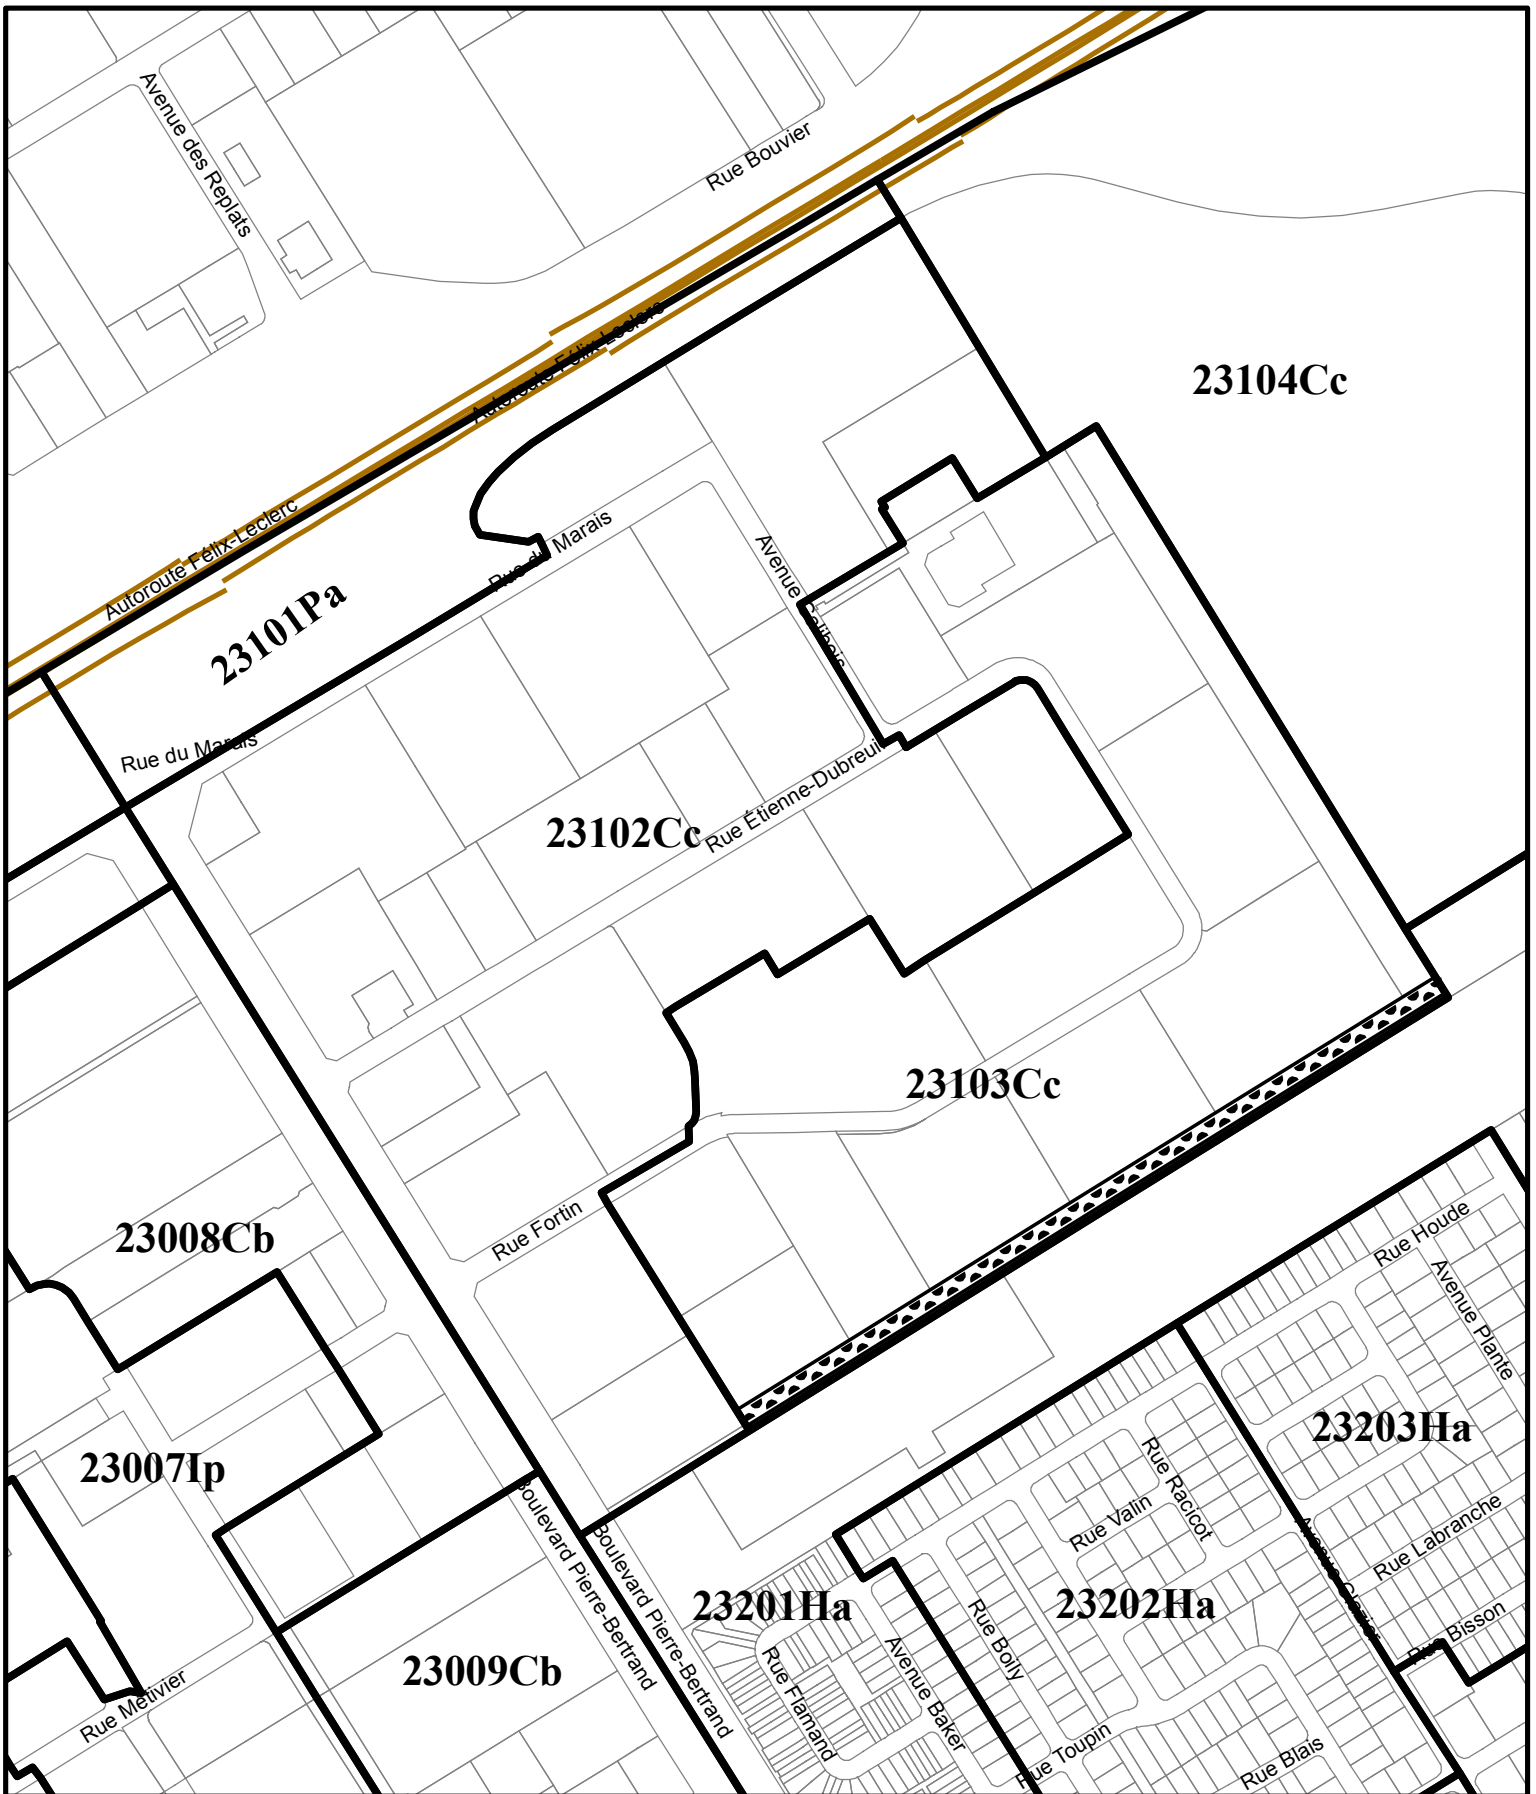 Avenue des Replats
Rue Bouvier
Autoroute Félix-Leclerc
23104Cc
Autoroute Félix-Leclerc
Rue du Marais
Avenue Galibois
23101Pa
Rue du Marais
23102Cc
Rue Étienne-Dubreuil
23103Cc
23008Cb
Rue Fortin
Rue Houde
Avenue Plante
23203Ha
23007Ip
Rue Racicot
Rue Valin
Rue Labranche
Boulevard Pierre-Bertrand
Boulevard Pierre-Bertrand
23201Ha
23202Ha
Rue Bisson
Rue Boily
Avenue Baker
Rue Flamand
23009Cb
Rue Métivier
Rue Toupin
Rue Blais